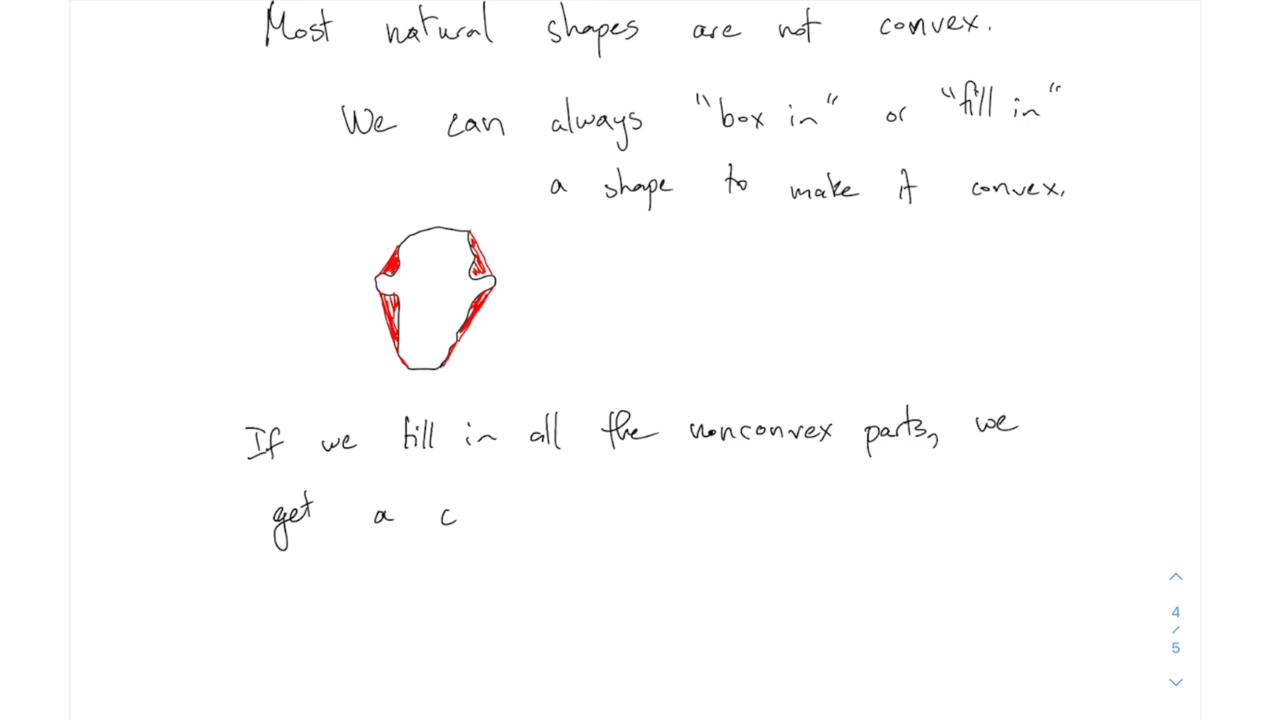 Most natural shapes are not convex.
We can always "box in" or "fill in"
a shape to make it convex.
If we fill in all the nonconvex parts, we
get a c
4
/
5